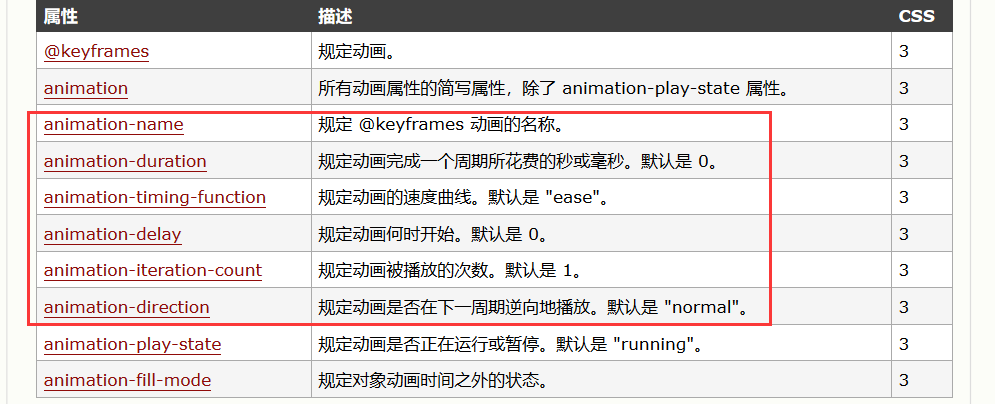 属性 描述 CSS
@keyframes 规定动画。 3
animation 所有动画属性的简写属性，除了 animation-play-state 属性。 3
animation-name 规定 @keyframes 动画的名称。 3
animation-duration 规定动画完成一个周期所花费的秒或毫秒。默认是 0。 3
animation-timing-function 规定动画的速度曲线。默认是 "ease"。 3
animation-delay 规定动画何时开始。默认是 0。 3
animation-iteration-count 规定动画被播放的次数。默认是 1。 3
animation-direction 规定动画是否在下一周期逆向地播放。默认是 "normal"。 3
animation-play-state 规定动画是否正在运行或暂停。默认是 "running"。 3
animation-fill-mode 规定对象动画时间之外的状态。 3